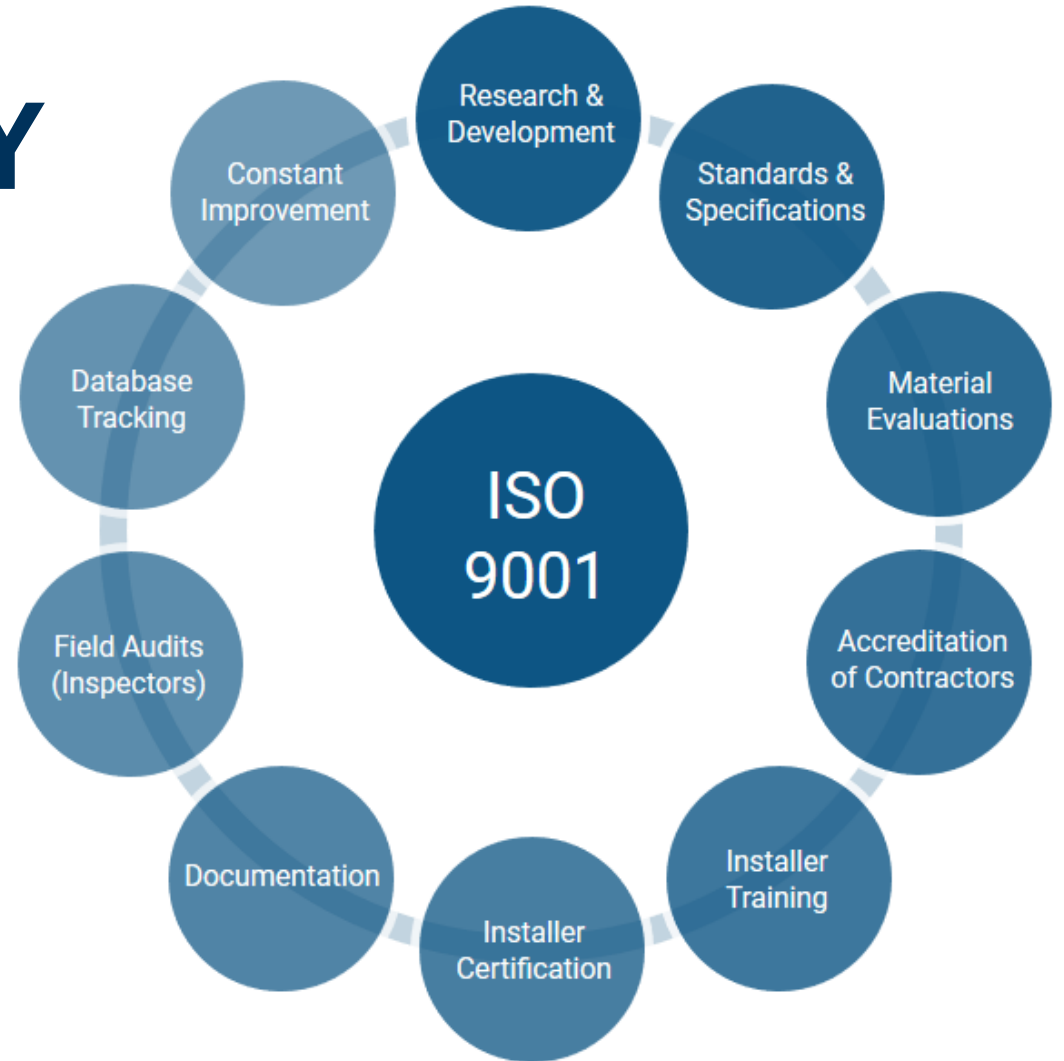 Y
Research &
Development
Standards &
Specifications
Material
Evaluations
Accreditation
of Contractors
Installer
Training
Installer
Certification
Documentation
Field Audits
(Inspectors)
Database
Tracking
Constant
Improvement
ISO
9001